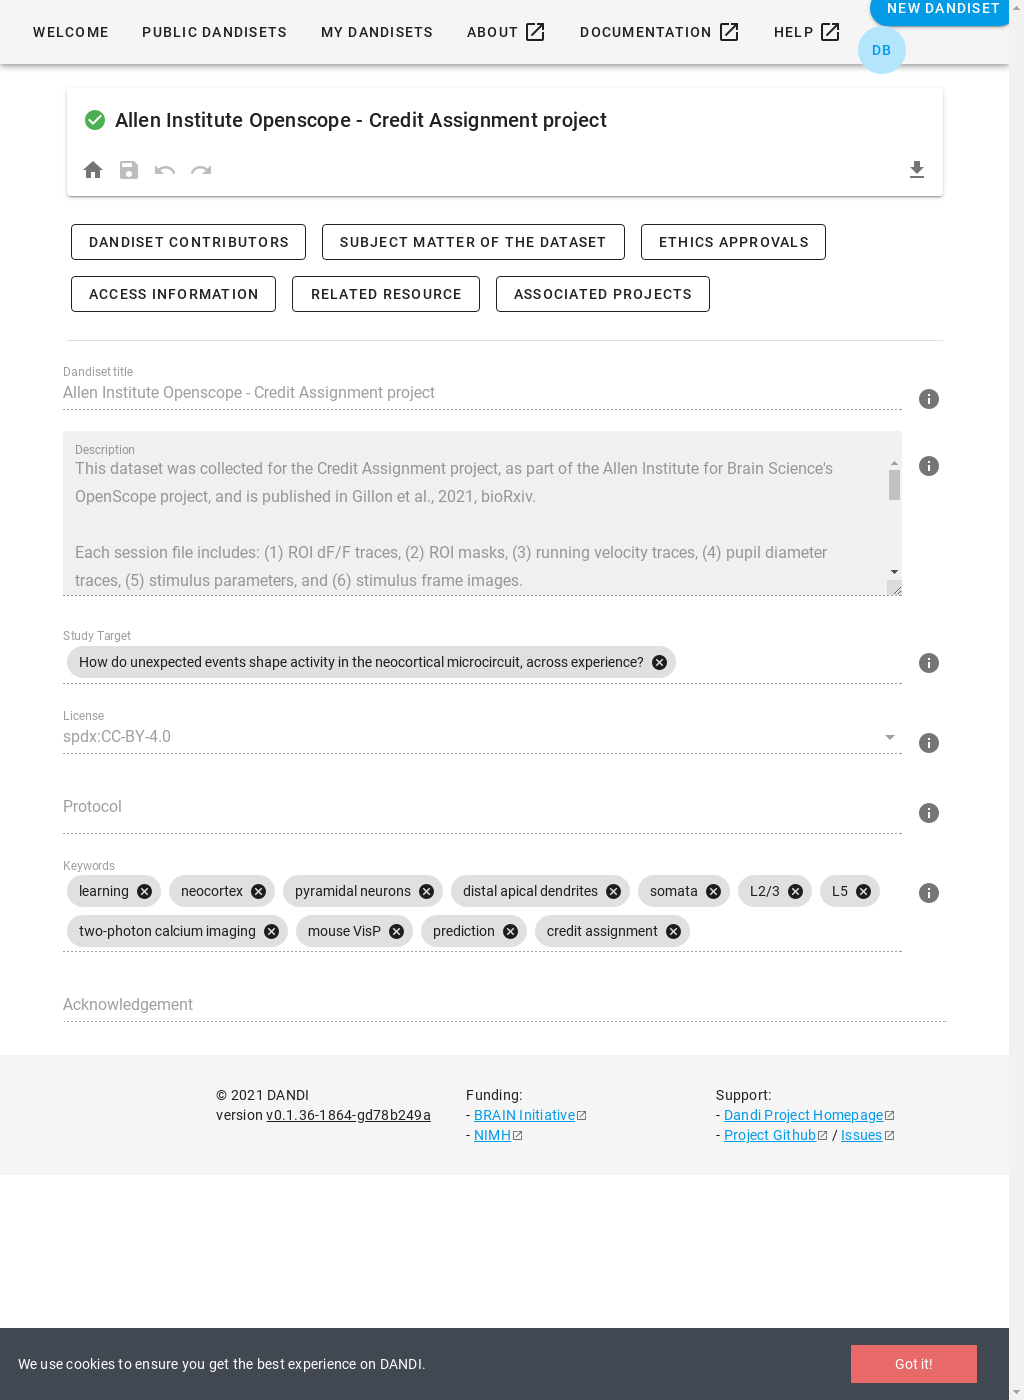 WELCOME PUBLIC DANDISETS MY DANDISETS ABOUT DOCUMENTATION HELP NEW DANDISET
DB
Allen Institute Openscope - Credit Assignment project
DANDISET CONTRIBUTORS SUBJECT MATTER OF THE DATASET ETHICS APPROVALS
ACCESS INFORMATION RELATED RESOURCE ASSOCIATED PROJECTS
Dandiset title
Allen Institute Openscope - Credit Assignment project
Description
This dataset was collected for the Credit Assignment project, as part of the Allen Institute for Brain Science's
OpenScope project, and is published in Gillon et al., 2021, bioRxiv.
Each session file includes: (1) ROI dF/F traces, (2) ROI masks, (3) running velocity traces, (4) pupil diameter
traces, (5) stimulus parameters, and (6) stimulus frame images.
Study Target
How do unexpected events shape activity in the neocortical microcircuit, across experience?
License
spdx:CC-BY-4.0
Protocol
Keywords
learning neocortex pyramidal neurons distal apical dendrites somata L2/3 L5
two-photon calcium imaging mouse VisP prediction credit assignment
Acknowledgement
© 2021 DANDI Funding: Support:
version v0.1.36-1864-gd78b249a - BRAIN Initiative - Dandi Project Homepage
- NIMH - Project Github / Issues
We use cookies to ensure you get the best experience on DANDI. Got it!